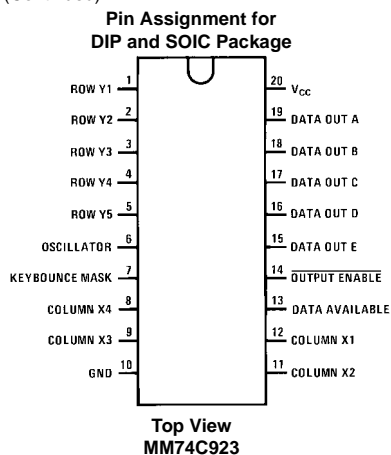 Pin Assignment for
DIP and SOIC Package
ROW Y1 1 20 VCC
ROW Y2 2 19 DATA OUT A
ROW Y3 3 18 DATA OUT B
ROW Y4 4 17 DATA OUT C
ROW Y5 5 16 DATA OUT D
OSCILLATOR 6 15 DATA OUT E
KEYBOUNCE MASK 7 14 OUTPUT ENABLE
COLUMN X4 8 13 DATA AVAILABLE
COLUMN X3 9 12 COLUMN X1
GND 10 11 COLUMN X2
Top View
MM74C923